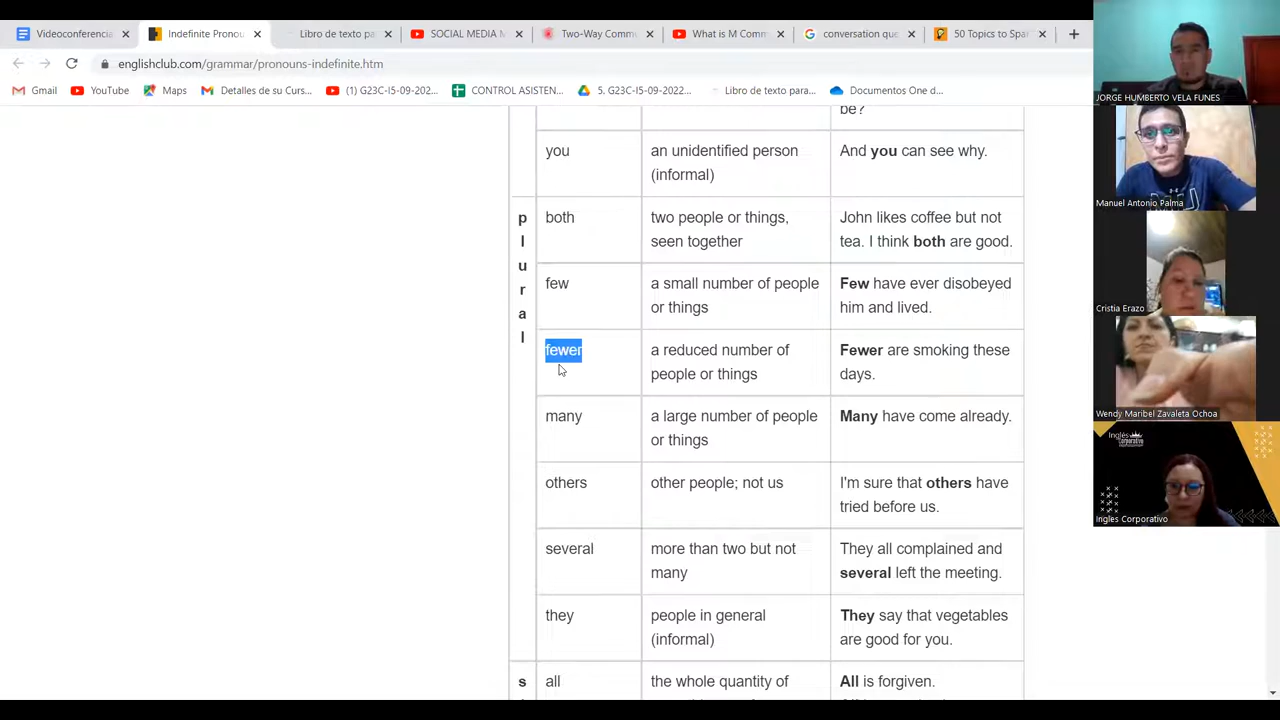 Videoconferencia
Indefinite Pronou
Libro de texto pa
SOCIAL MEDIA M
Two-Way Commu
What is M Comm
conversation que
50 Topics to Spar
englishclub.com/grammar/pronouns-indefinite.htm
Gmail
YouTube
Maps
Detalles de su Curs...
(1) G23C-I5-09-202...
CONTROL ASISTEN...
5. G23C-I5-09-2022...
Libro de texto para...
Documentos One d...
be?
you
an unidentified person
(informal)
And you can see why.
plural
both
two people or things,
seen together
John likes coffee but not
tea. I think both are good.
few
a small number of people
or things
Few have ever disobeyed
him and lived.
fewer
a reduced number of
people or things
Fewer are smoking these
days.
many
a large number of people
or things
Many have come already.
others
other people; not us
I'm sure that others have
tried before us.
several
more than two but not
many
They all complained and
several left the meeting.
they
people in general
(informal)
They say that vegetables
are good for you.
s
all
the whole quantity of
All is forgiven.
JORGE HUMBERTO VELA FUNES
Manuel Antonio Palma
Cristia Erazo
Wendy Maribel Zavaleta Ochoa
Inglés
Corporativo
Ingles Corporativo